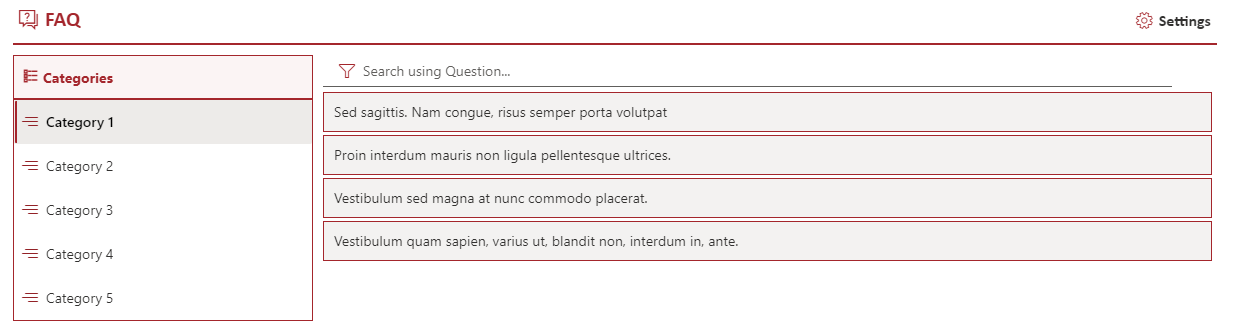 FAQ
Settings
Categories
Category 1
Category 2
Category 3
Category 4
Category 5
Search using Question...
Sed sagittis. Nam congue, risus semper porta volutpat
Proin interdum mauris non ligula pellentesque ultrices.
Vestibulum sed magna at nunc commodo placerat.
Vestibulum quam sapien, varius ut, blandit non, interdum in, ante.